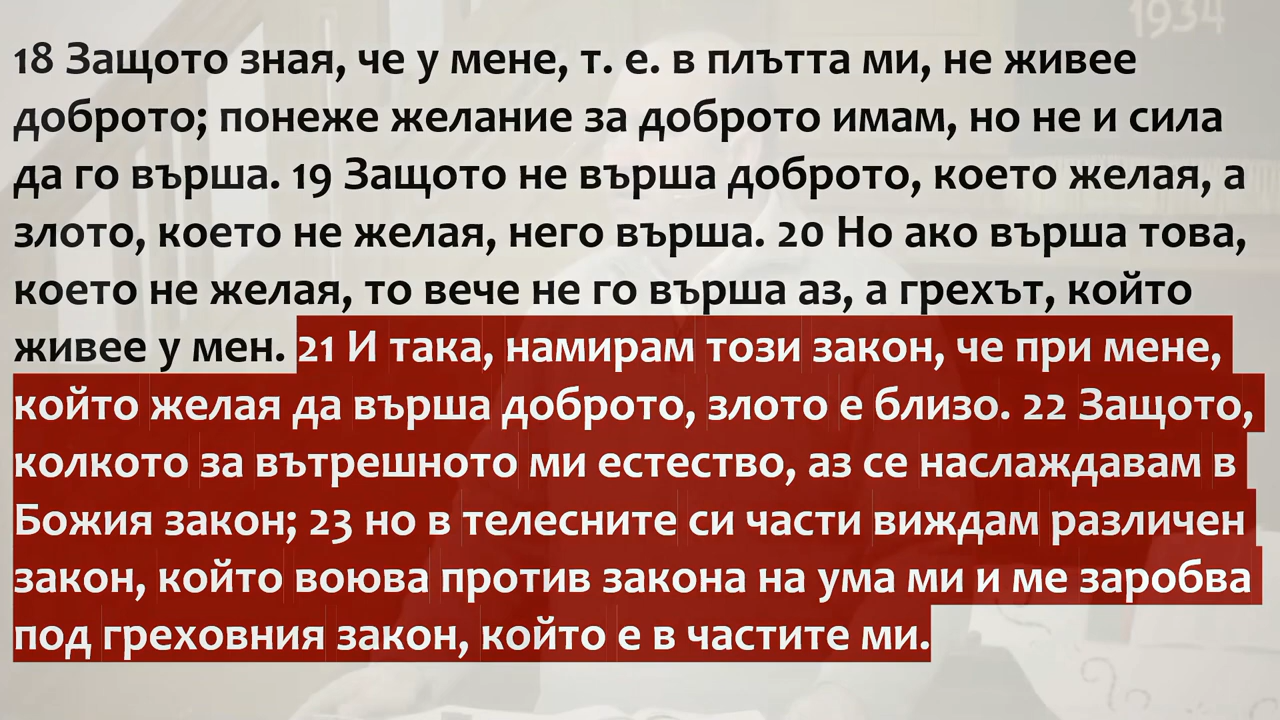 1934
18 Защото зная, че у мене, т. е. в плътта ми, не живее
доброто; понеже желание за доброто имам, но не и сила
да го върша. 19 Защото не върша доброто, което желая, а
злото, което не желая, него върша. 20 Но ако върша това,
което не желая, то вече не го върша аз, а грехът, който
живее у мен. 21 И така, намирам този закон, че при мене,
който желая да върша доброто, злото е близо. 22 Защото,
колкото за вътрешното ми естество, аз се наслаждавам в
Божия закон; 23 но в телесните си части виждам различен
закон, който воюва против закона на ума ми и ме заробва
под греховния закон, който е в частите ми.